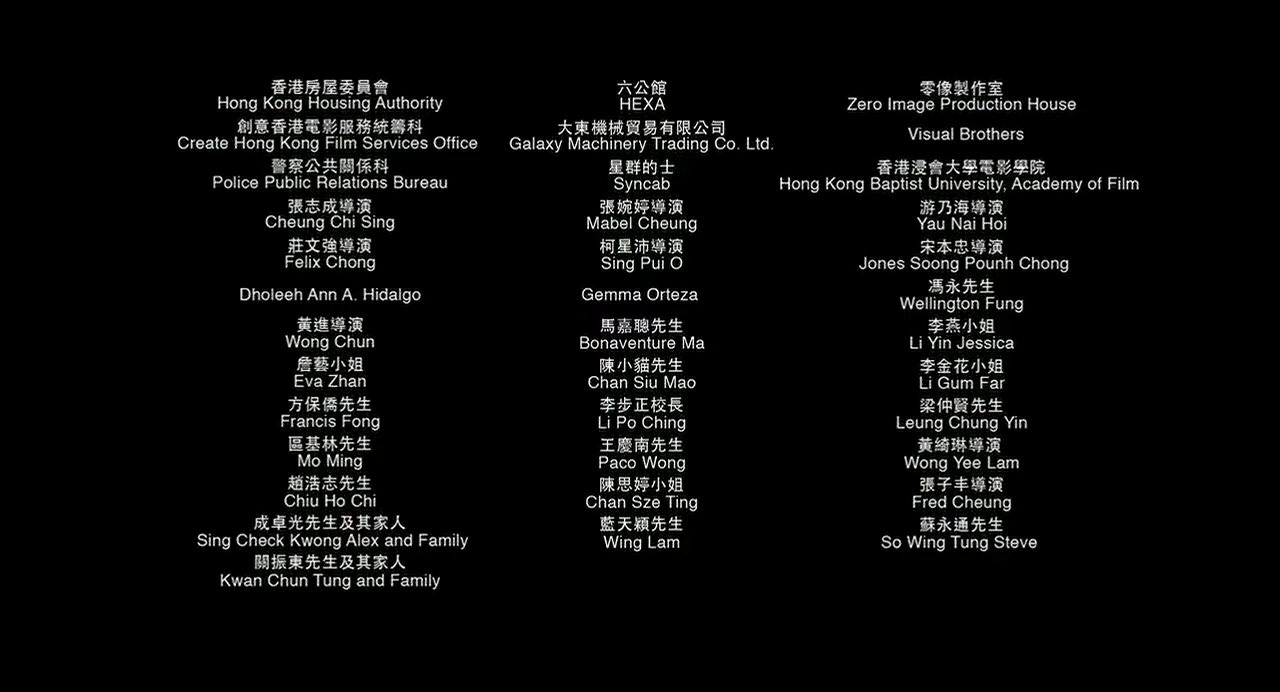 香港房屋委員會
Hong Kong Housing Authority
六公館
HEXA
零像製作室
Zero Image Production House
創意香港電影服務統籌科
Create Hong Kong Film Services Office
大東機械貿易有限公司
Galaxy Machinery Trading Co. Ltd.
Visual Brothers
警察公共關係科
Police Public Relations Bureau
星群的士
Syncab
香港浸會大學電影學院
Hong Kong Baptist University, Academy of Film
張志成導演
Cheung Chi Sing
張婉婷導演
Mabel Cheung
游乃海導演
Yau Nai Hoi
莊文強導演
Felix Chong
柯星沛導演
Sing Pui O
宋本忠導演
Jones Soong Pounh Chong
Dholeeh Ann A. Hidalgo
Gemma Orteza
馮永先生
Wellington Fung
黃進導演
Wong Chun
馬嘉聰先生
Bonaventure Ma
李燕小姐
Li Yin Jessica
詹藝小姐
Eva Zhan
陳小貓先生
Chan Siu Mao
李金花小姐
Li Gum Far
方保僑先生
Francis Fong
李步正校長
Li Po Ching
梁仲賢先生
Leung Chung Yin
區基林先生
Mo Ming
王慶南先生
Paco Wong
黃綺琳導演
Wong Yee Lam
趙浩志先生
Chiu Ho Chi
陳思婷小姐
Chan Sze Ting
張子丰導演
Fred Cheung
成卓光先生及其家人
Sing Check Kwong Alex and Family
藍天穎先生
Wing Lam
蘇永通先生
So Wing Tung Steve
關振東先生及其家人
Kwan Chun Tung and Family